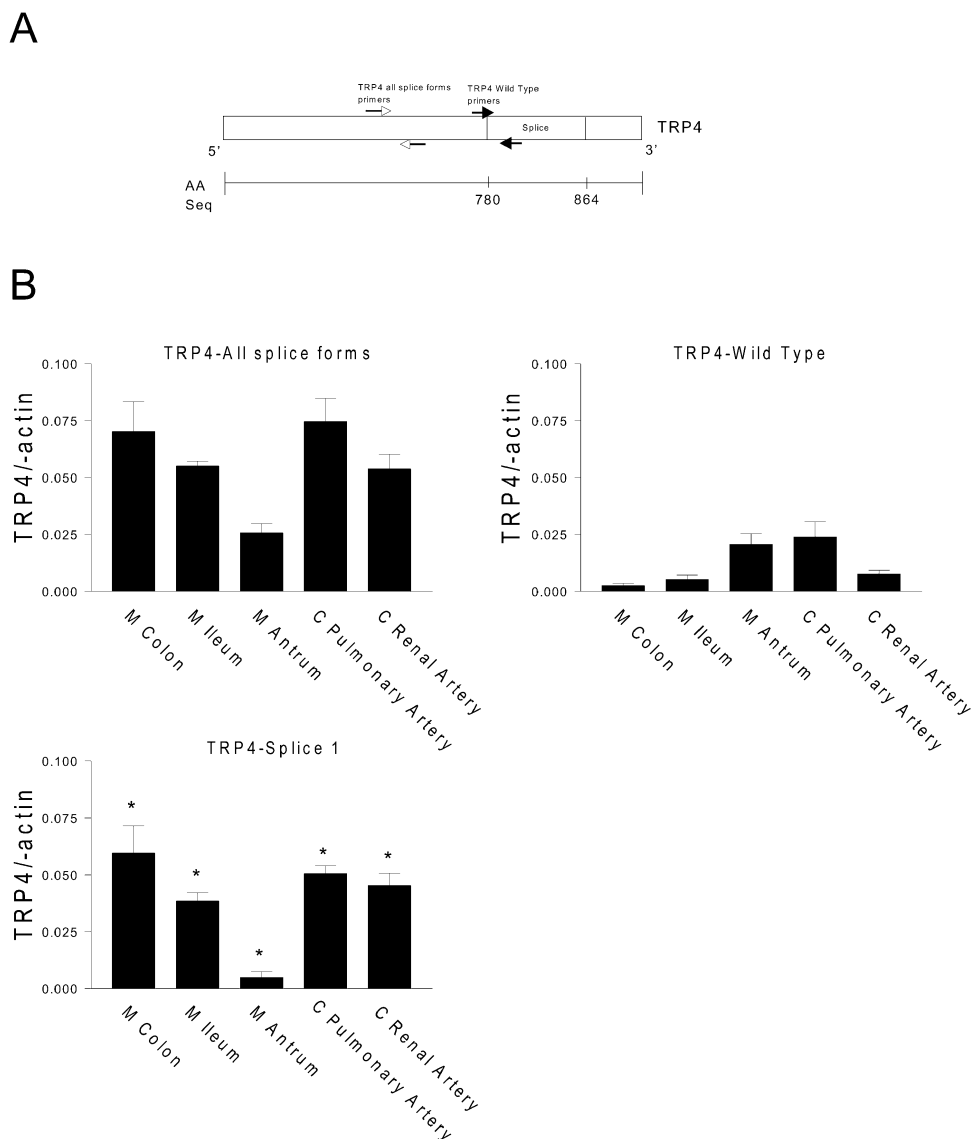 A
TRP4 all splice forms
primers
TRP4 Wild Type
primers
Splice
TRP4
5'
3'
AA
Seq
780
864
B
TRP4-All splice forms
TRP4/-actin
0.100
0.075
0.050
0.025
0.000
M Colon
M Ileum
M Antrum
C Pulmonary Artery
C Renal Artery
TRP4-Wild Type
TRP4/-actin
0.100
0.075
0.050
0.025
0.000
M Colon
M Ileum
M Antrum
C Pulmonary Artery
C Renal Artery
TRP4-Splice 1
TRP4/-actin
0.100
0.075
0.050
0.025
0.000
*
*
*
*
*
M Colon
M Ileum
M Antrum
C Pulmonary Artery
C Renal Artery